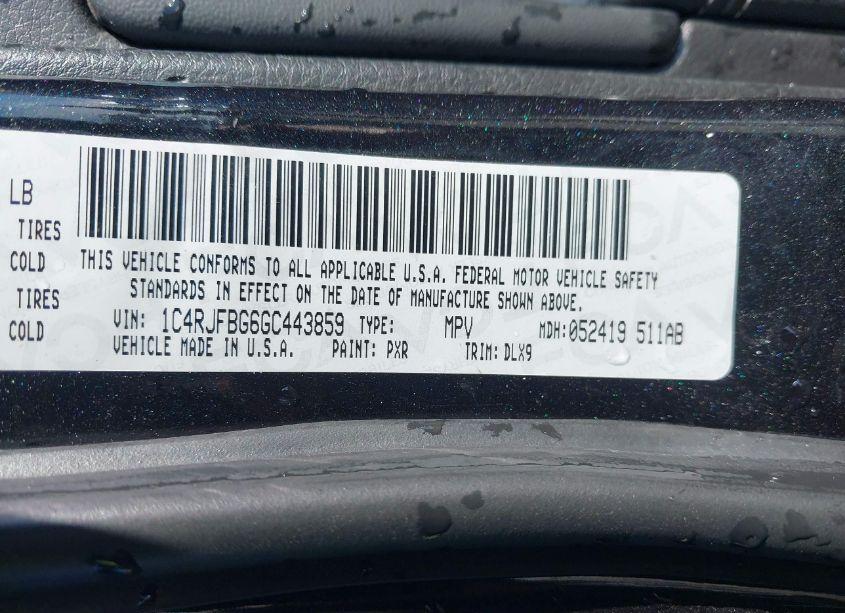 LB
TIRES
COLD
TIRES
COLD
THIS VEHICLE CONFORMS TO ALL APPLICABLE U.S.A. FEDERAL MOTOR VEHICLE SAFETY
STANDARDS IN EFFECT ON THE DATE OF MANUFACTURE SHOWN ABOVE.
VIN: 1C4RJFBG6GC443859 TYPE: MPV MDH:052419 511AB
VEHICLE MADE IN U.S.A. PAINT: PXR TRIM: DLX9